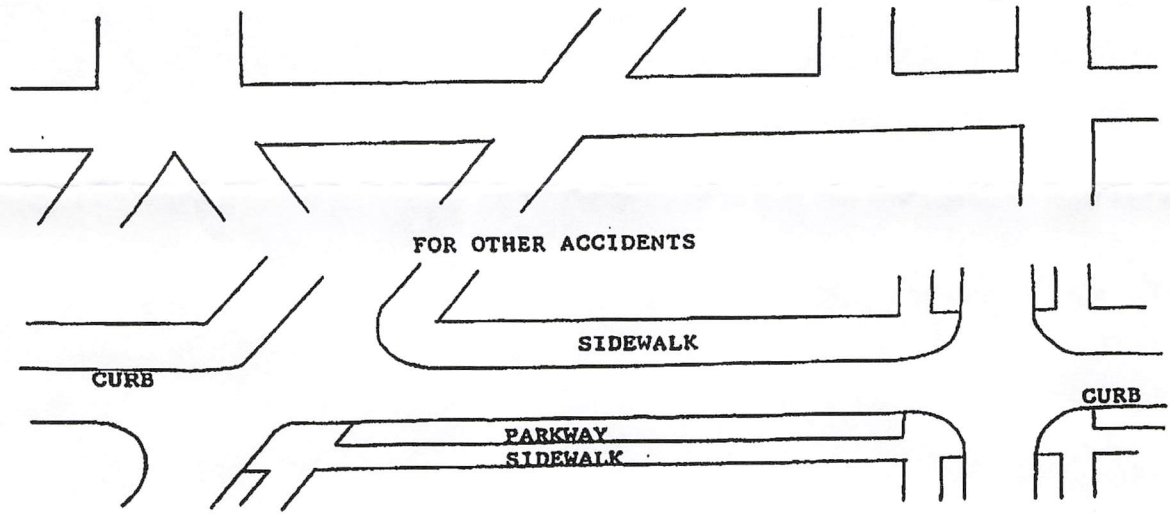 FOR OTHER ACCIDENTS
SIDEWALK
CURB
CURB
PARKWAY
SIDEWALK